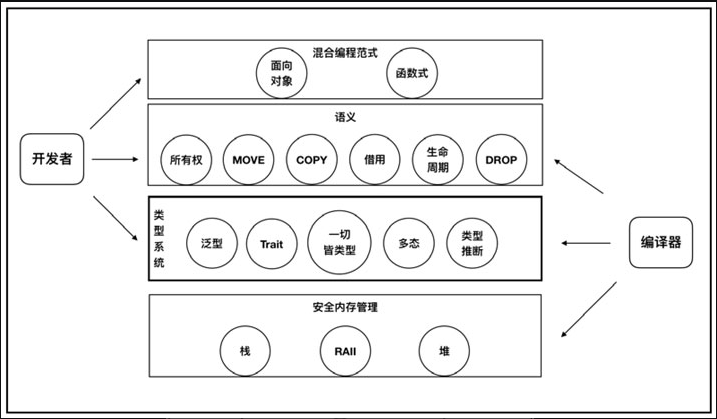 混合编程范式
面向
对象
函数式
语义
开发者
所有权
MOVE
COPY
借用
生命
周期
DROP
类
型
系
统
泛型
Trait
一切
皆类型
多态
类型
推断
编译器
安全内存管理
栈
RAII
堆